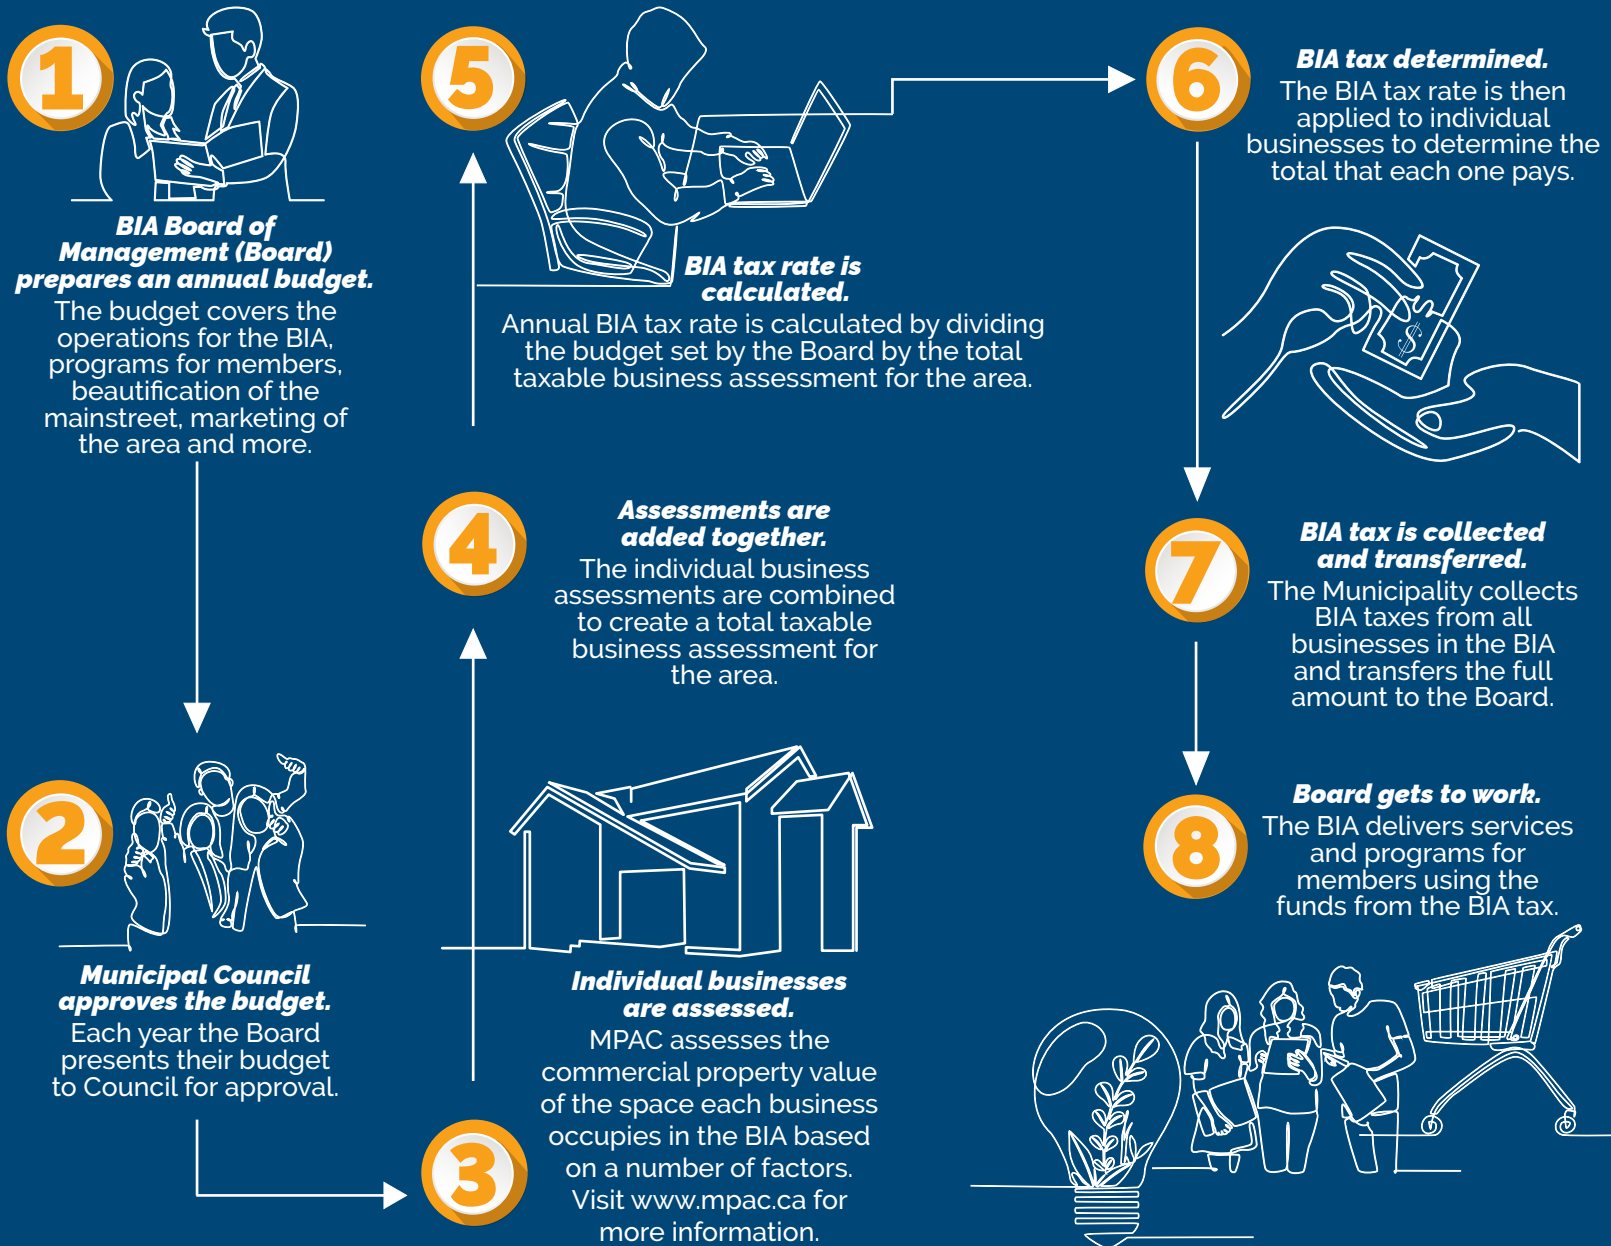 1
BIA Board of
Management (Board)
prepares an annual budget.
The budget covers the
operations for the BIA,
programs for members,
beautification of the
mainstreet, marketing of
the area and more.
2
Municipal Council
approves the budget.
Each year the Board
presents their budget
to Council for approval.
3
Individual businesses
are assessed.
MPAC assesses the
commercial property value
of the space each business
occupies in the BIA based
on a number of factors.
Visit www.mpac.ca for
more information.
4
Assessments are
added together.
The individual business
assessments are combined
to create a total taxable
business assessment for
the area.
5
BIA tax rate is
calculated.
Annual BIA tax rate is calculated by dividing
the budget set by the Board by the total
taxable business assessment for the area.
6
BIA tax determined.
The BIA tax rate is then
applied to individual
businesses to determine the
total that each one pays.
$
7
BIA tax is collected
and transferred.
The Municipality collects
BIA taxes from all
businesses in the BIA
and transfers the full
amount to the Board.
8
Board gets to work.
The BIA delivers services
and programs for
members using the
funds from the BIA tax.